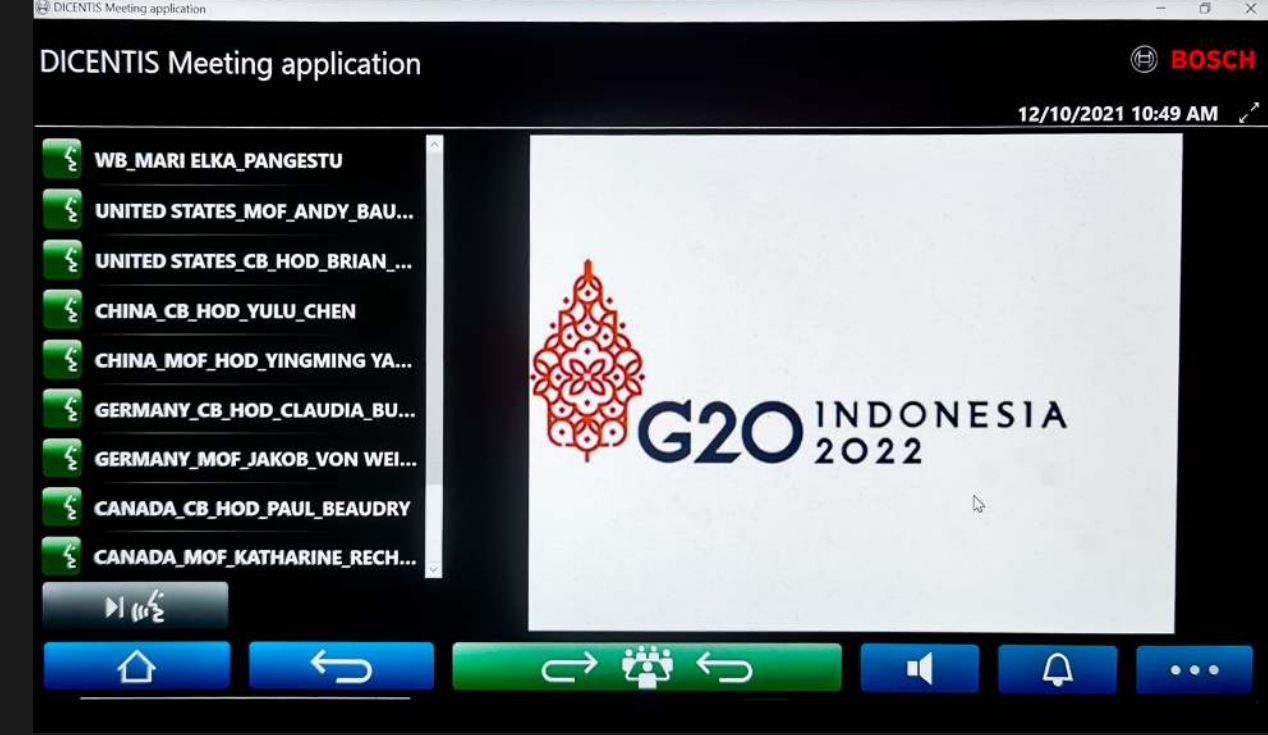 DICENTIS Meeting application
DICENTIS Meeting application
BOSCH
12/10/2021 10:49 AM
WB_MARI ELKA_PANGESTU
UNITED STATES_MOF_ANDY_BAU...
UNITED STATES_CB_HOD_BRIAN_...
CHINA_CB_HOD_YULU_CHEN
CHINA_MOF_HOD_YINGMING YA...
GERMANY_CB_HOD_CLAUDIA_BU...
GERMANY_MOF_JAKOB_VON WEI...
CANADA_CB_HOD_PAUL_BEAUDRY
CANADA_MOF_KATHARINE_RECH...
G20 INDONESIA
2022